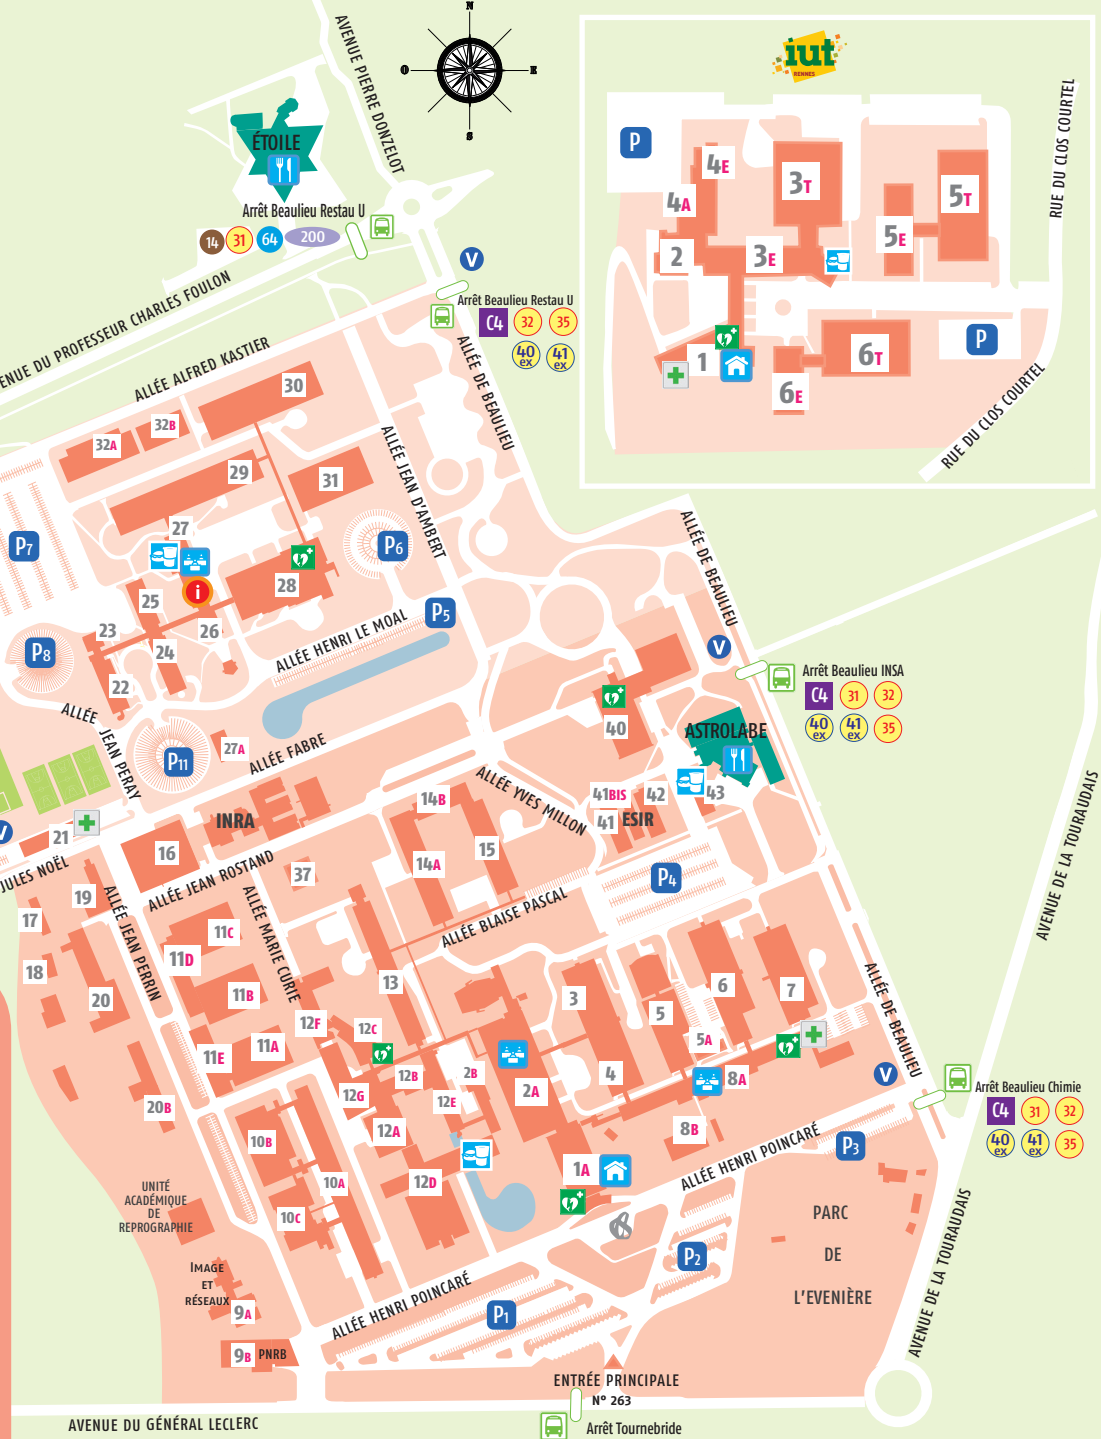 N
O
E
S
AVENUE PIERRE DONZELOT
ÉTOILE
Arrêt Beaulieu Restau U
14
31
64
200
V
Arrêt Beaulieu Restau U
C4
32
35
40
ex
41
ex
ENUE DU PROFESSEUR CHARLES FOULON
ALLÉE ALFRED KASTIER
ALLÉE DE BEAULIEU
iut
RENNES
P
4E
3T
5T
4A
5E
2
3E
1
6T
P
6E
RUE DU CLOS COURTEL
RUE DU CLOS COURTEL
30
32B
32A
29
31
ALLÉE JEAN D'AMBERT
P7
27
P6
i
28
25
26
23
24
22
P8
P5
ALLÉE HENRI LE MOAL
ALLÉE DE BEAULIEU
V
Arrêt Beaulieu INSA
C4
31
32
40
ex
41
ex
35
ALLÉE
JEAN PERAY
P11
27A
ALLÉE FABRE
40
ASTROLABE
ALLÉE YVES MILLON
41BIS
42
43
41
ESIR
14B
INRA
V
21
16
15
14A
P4
JULES NOËL
ALLÉE JEAN ROSTAND
37
19
17
ALLÉE JEAN PERRIN
ALLÉE MARIE CURIE
ALLÉE BLAISE PASCAL
AVENUE DE LA TOURAUDAIS
11C
11D
18
20
11B
13
3
5
6
7
ALLÉE DE BEAULIEU
12F
12C
11A
11E
5A
12B
2B
4
8A
V
Arrêt Beaulieu Chimie
C4
31
32
40
ex
41
ex
35
12G
12E
2A
20B
10B
12A
8B
P3
ALLÉE HENRI POINCARÉ
1A
12D
10A
10C
UNITÉ
ACADÉMIQUE
DE
REPROGRAPHIE
PARC
DE
L'EVENIÈRE
P2
IMAGE
ET
RÉSEAUX
9A
P1
ALLÉE HENRI POINCARÉ
AVENUE DE LA TOURAUDAIS
9B
PNRB
ENTRÉE PRINCIPALE
N° 263
AVENUE DU GÉNÉRAL LECLERC
Arrêt Tournebride